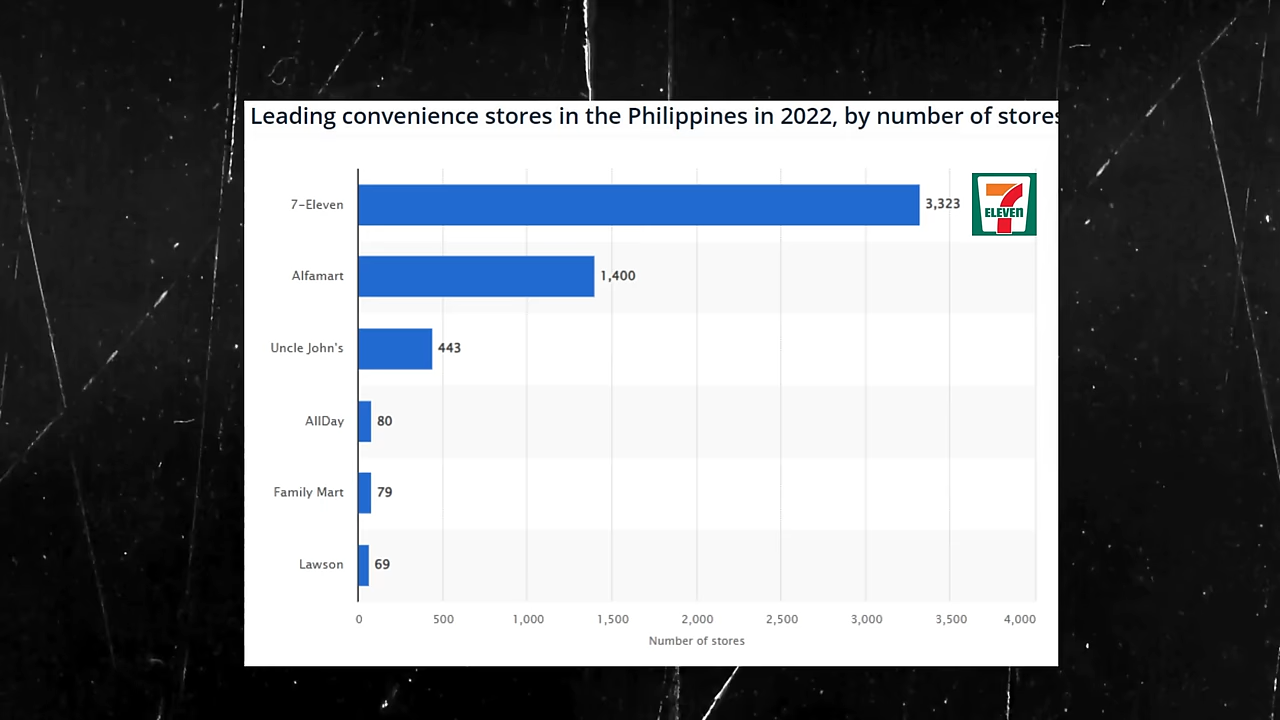 Leading convenience stores in the Philippines in 2022, by number of stores
7-Eleven
3,323
7
ELEVEN
Alfamart
1,400
Uncle John's
443
AllDay
80
Family Mart
79
Lawson
69
0 500 1,000 1,500 2,000 2,500 3,000 3,500 4,000
Number of stores